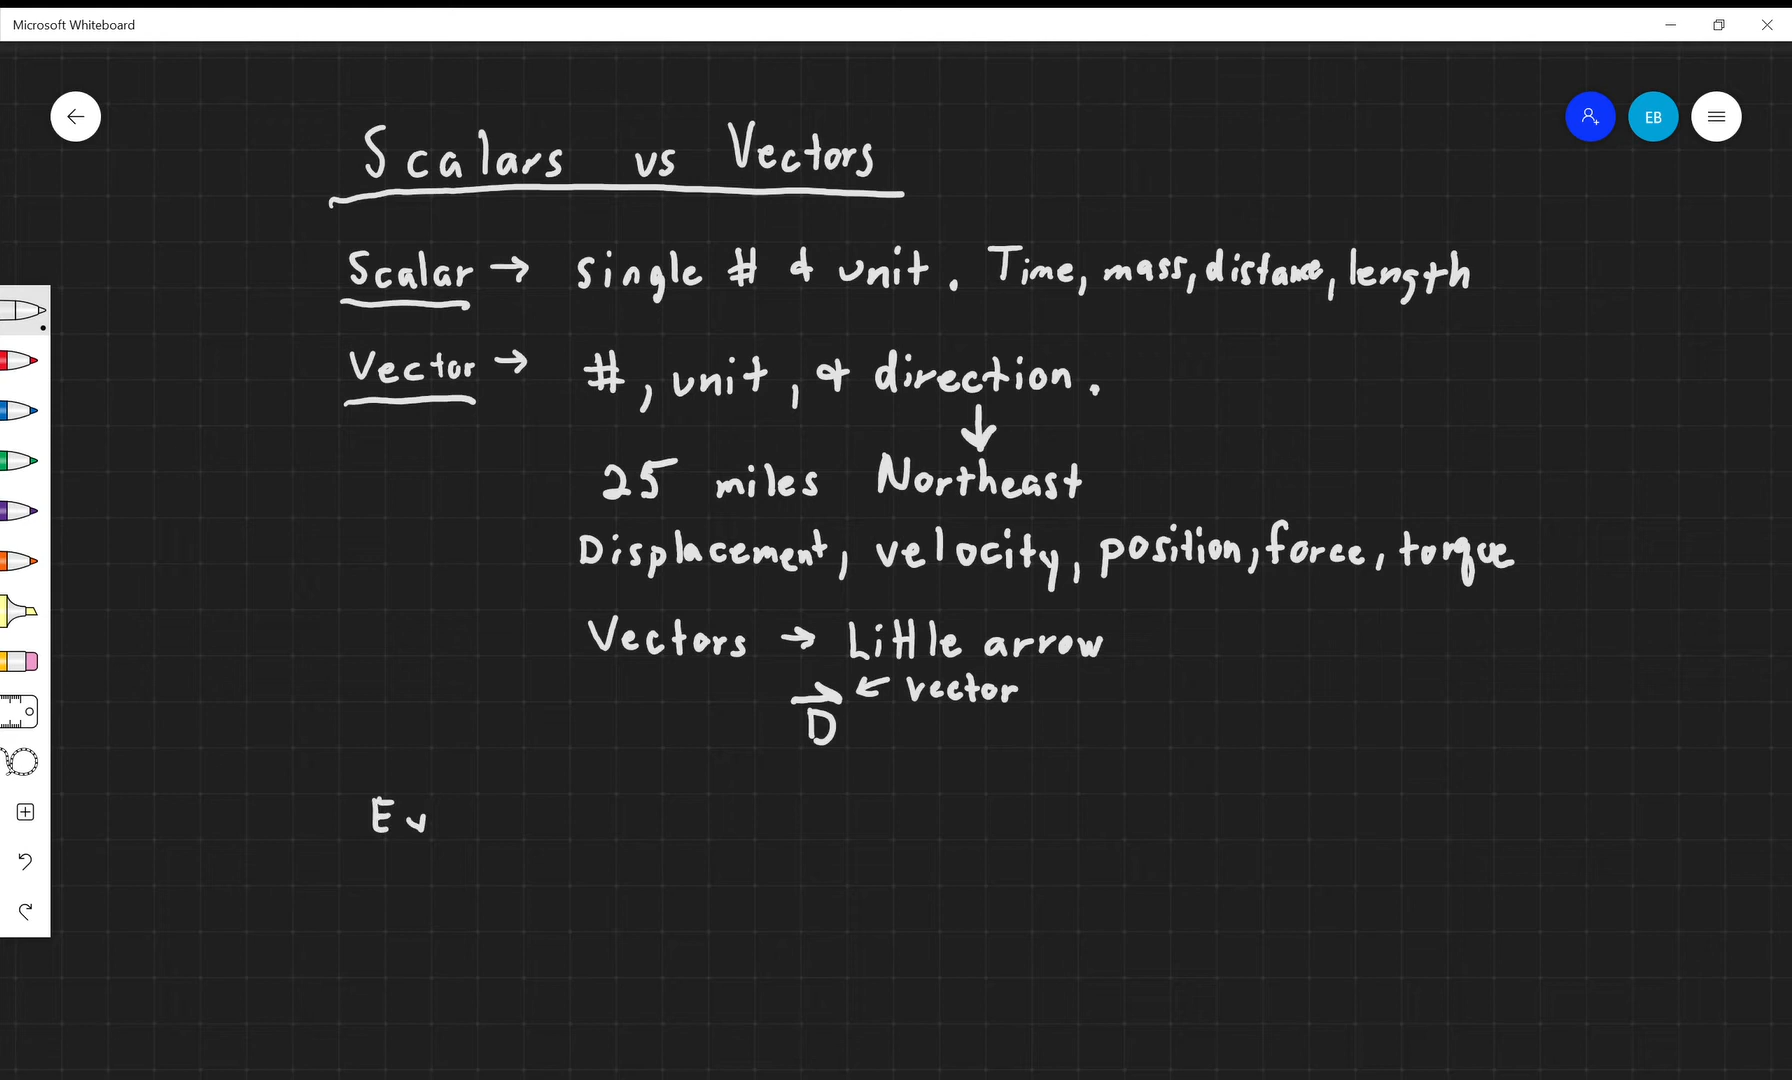 Microsoft Whiteboard
EB
Scalars vs Vectors
Scalar → single # & unit. Time, mass, distance, length
Vector → #, unit, & direction.
↓
25 miles Northeast
Displacement, velocity, position, force, torque
Vectors → Little arrow
→ ← vector
D
E